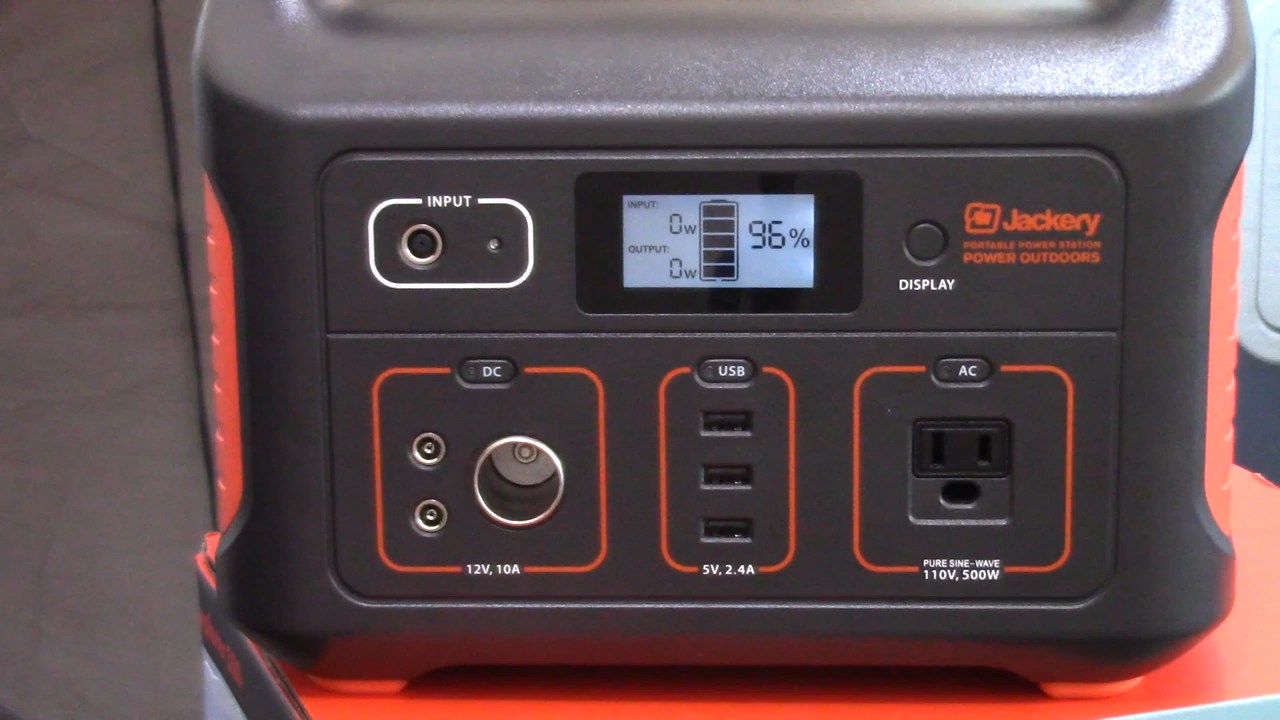 INPUT
INPUT:
0w
OUTPUT:
0w
96%
DISPLAY
Jackery
PORTABLE POWER STATION
POWER OUTDOORS
DC
12V, 10A
USB
5V, 2.4A
AC
PURE SINE-WAVE
110V, 500W